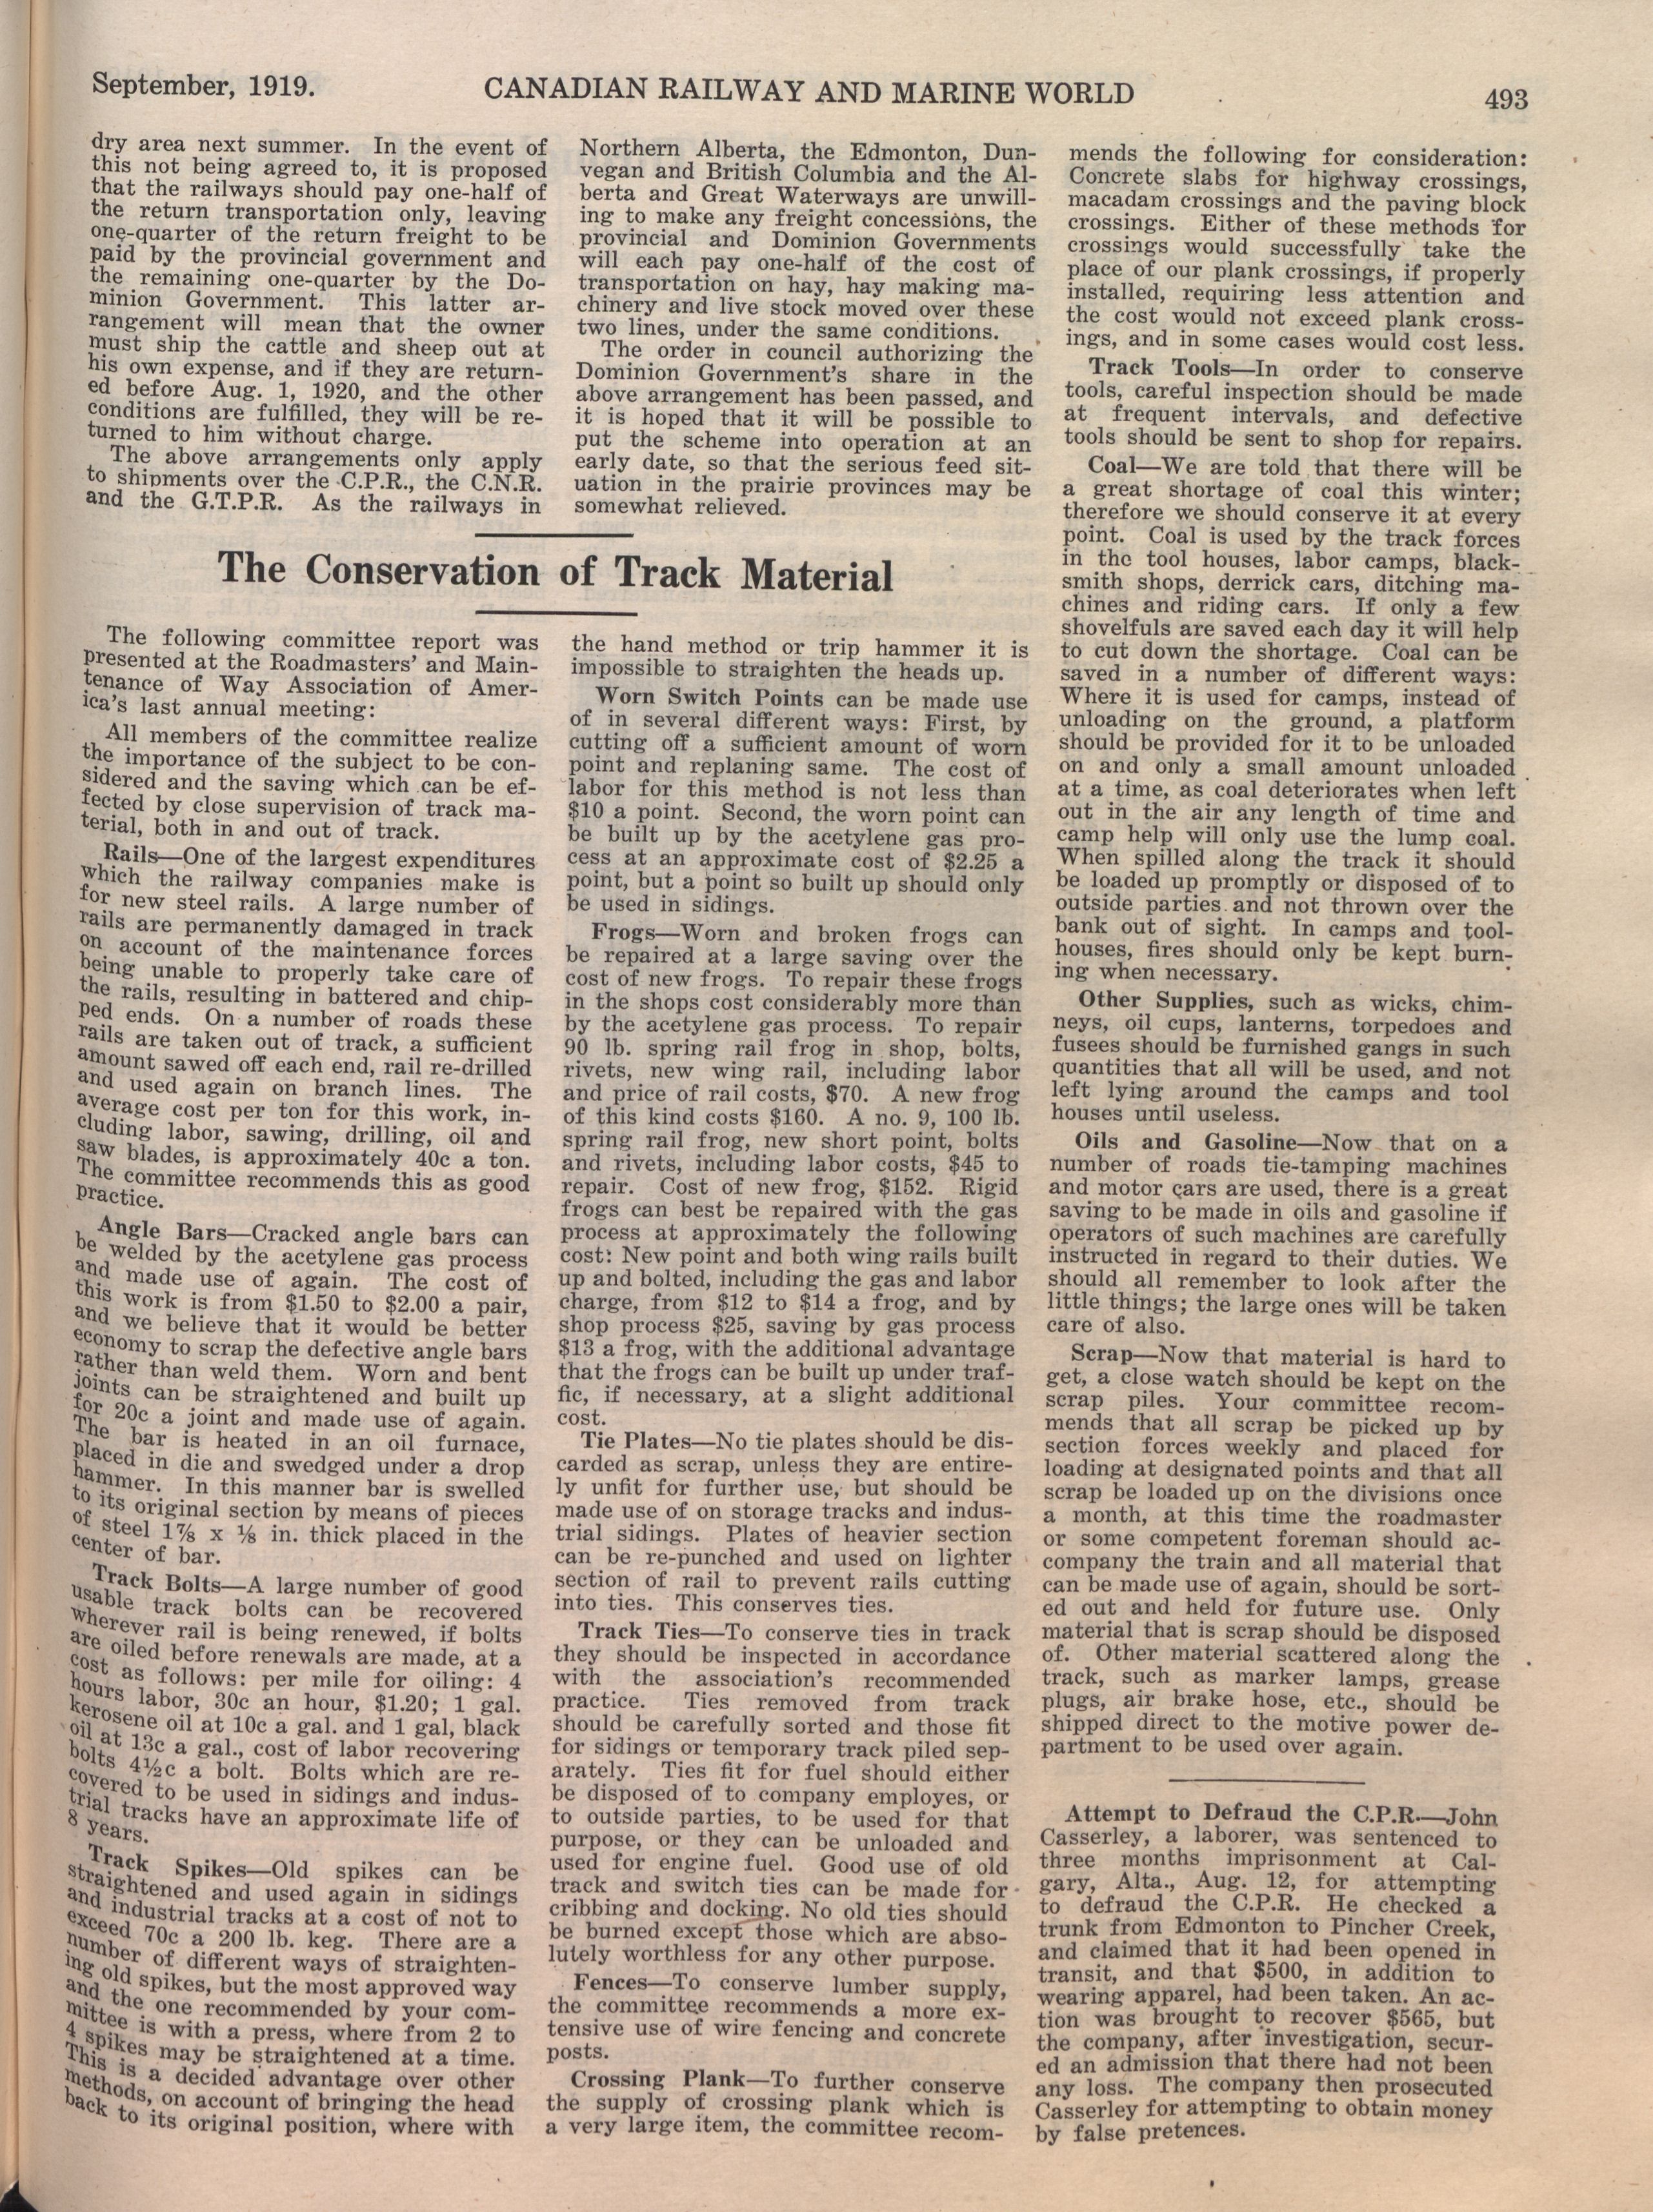 September, 1919.
CANADIAN RAILWAY AND MARINE WORLD
493
dry area next summer. In the event of
this not being agreed to, it is proposed
that the railways should pay one-half of
the return transportation only, leaving
one-quarter of the return freight to be
paid by the provincial government and
the remaining one-quarter by the Do-
minion Government. This latter ar-
rangement will mean that the owner
must ship the cattle and sheep out at
his own expense, and if they are return-
ed before Aug. 1, 1920, and the other
conditions are fulfilled, they will be re-
turned to him without charge.
The above arrangements only apply
to shipments over the C.P.R., the C.N.R.
and the G.T.P.R. As the railways in
Northern Alberta, the Edmonton, Dun-
vegan and British Columbia and the Al-
berta and Great Waterways are unwill-
ing to make any freight concessions, the
provincial and Dominion Governments
will each pay one-half of the cost of
transportation on hay, hay making ma-
chinery and live stock moved over these
two lines, under the same conditions.
The order in council authorizing the
Dominion Government's share in the
above arrangement has been passed, and
it is hoped that it will be possible to
put the scheme into operation at an
early date, so that the serious feed sit-
uation in the prairie provinces may be
somewhat relieved.
The Conservation of Track Material
The following committee report was
presented at the Roadmasters' and Main-
tenance of Way Association of Amer-
ica's last annual meeting:
All members of the committee realize
the importance of the subject to be con-
sidered and the saving which can be ef-
fected by close supervision of track ma-
terial, both in and out of track.
Rails—One of the largest expenditures
which the railway companies make is
for new steel rails. A large number of
rails are permanently damaged in track
on account of the maintenance forces
being unable to properly take care of
the rails, resulting in battered and chip-
ped ends. On a number of roads these
rails are taken out of track, a sufficient
amount sawed off each end, rail re-drilled
and used again on branch lines. The
average cost per ton for this work, in-
cluding labor, sawing, drilling, oil and
saw blades, is approximately 40c a ton.
The committee recommends this as good
practice.
Angle Bars—Cracked angle bars can
be welded by the acetylene gas process
and made use of again. The cost of
this work is from $1.50 to $2.00 a pair,
and we believe that it would be better
economy to scrap the defective angle bars
rather than weld them. Worn and bent
joints can be straightened and built up
for 20c a joint and made use of again.
The bar is heated in an oil furnace,
placed in die and swedged under a drop
hammer. In this manner bar is swelled
to its original section by means of pieces
of steel 1⅞ x ⅛ in. thick placed in the
center of bar.
Track Bolts—A large number of good
usable track bolts can be recovered
wherever rail is being renewed, if bolts
are oiled before renewals are made, at a
cost as follows: per mile for oiling: 4
hours labor, 30c an hour, $1.20; 1 gal.
kerosene oil at 10c a gal. and 1 gal, black
oil at 13c a gal., cost of labor recovering
bolts 4½c a bolt. Bolts which are re-
covered to be used in sidings and indus-
trial tracks have an approximate life of
8 years.
Track Spikes—Old spikes can be
straightened and used again in sidings
and industrial tracks at a cost of not to
exceed 70c a 200 lb. keg. There are a
number of different ways of straighten-
ing old spikes, but the most approved way
and the one recommended by your com-
mittee is with a press, where from 2 to
4 spikes may be straightened at a time.
This is a decided advantage over other
methods, on account of bringing the head
back to its original position, where with
the hand method or trip hammer it is
impossible to straighten the heads up.
Worn Switch Points can be made use
of in several different ways: First, by
cutting off a sufficient amount of worn
point and replaning same. The cost of
labor for this method is not less than
$10 a point. Second, the worn point can
be built up by the acetylene gas pro-
cess at an approximate cost of $2.25 a
point, but a point so built up should only
be used in sidings.
Frogs—Worn and broken frogs can
be repaired at a large saving over the
cost of new frogs. To repair these frogs
in the shops cost considerably more than
by the acetylene gas process. To repair
90 lb. spring rail frog in shop, bolts,
rivets, new wing rail, including labor
and price of rail costs, $70. A new frog
of this kind costs $160. A no. 9, 100 lb.
spring rail frog, new short point, bolts
and rivets, including labor costs, $45 to
repair. Cost of new frog, $152. Rigid
frogs can best be repaired with the gas
process at approximately the following
cost: New point and both wing rails built
up and bolted, including the gas and labor
charge, from $12 to $14 a frog, and by
shop process $25, saving by gas process
$13 a frog, with the additional advantage
that the frogs can be built up under traf-
fic, if necessary, at a slight additional
cost.
Tie Plates—No tie plates should be dis-
carded as scrap, unless they are entire-
ly unfit for further use, but should be
made use of on storage tracks and indus-
trial sidings. Plates of heavier section
can be re-punched and used on lighter
section of rail to prevent rails cutting
into ties. This conserves ties.
Track Ties—To conserve ties in track
they should be inspected in accordance
with the association's recommended
practice. Ties removed from track
should be carefully sorted and those fit
for sidings or temporary track piled sep-
arately. Ties fit for fuel should either
be disposed of to company employes, or
to outside parties, to be used for that
purpose, or they can be unloaded and
used for engine fuel. Good use of old
track and switch ties can be made for
cribbing and docking. No old ties should
be burned except those which are abso-
lutely worthless for any other purpose.
Fences—To conserve lumber supply,
the committee recommends a more ex-
tensive use of wire fencing and concrete
posts.
Crossing Plank—To further conserve
the supply of crossing plank which is
a very large item, the committee recom-
mends the following for consideration:
Concrete slabs for highway crossings,
macadam crossings and the paving block
crossings. Either of these methods for
crossings would successfully take the
place of our plank crossings, if properly
installed, requiring less attention and
the cost would not exceed plank cross-
ings, and in some cases would cost less.
Track Tools—In order to conserve
tools, careful inspection should be made
at frequent intervals, and defective
tools should be sent to shop for repairs.
Coal—We are told that there will be
a great shortage of coal this winter;
therefore we should conserve it at every
point. Coal is used by the track forces
in the tool houses, labor camps, black-
smith shops, derrick cars, ditching ma-
chines and riding cars. If only a few
shovelfuls are saved each day it will help
to cut down the shortage. Coal can be
saved in a number of different ways:
Where it is used for camps, instead of
unloading on the ground, a platform
should be provided for it to be unloaded
on and only a small amount unloaded
at a time, as coal deteriorates when left
out in the air any length of time and
camp help will only use the lump coal.
When spilled along the track it should
be loaded up promptly or disposed of to
outside parties and not thrown over the
bank out of sight. In camps and tool-
houses, fires should only be kept burn-
ing when necessary.
Other Supplies, such as wicks, chim-
neys, oil cups, lanterns, torpedoes and
fusees should be furnished gangs in such
quantities that all will be used, and not
left lying around the camps and tool
houses until useless.
Oils and Gasoline—Now that on a
number of roads tie-tamping machines
and motor cars are used, there is a great
saving to be made in oils and gasoline if
operators of such machines are carefully
instructed in regard to their duties. We
should all remember to look after the
little things; the large ones will be taken
care of also.
Scrap—Now that material is hard to
get, a close watch should be kept on the
scrap piles. Your committee recom-
mends that all scrap be picked up by
section forces weekly and placed for
loading at designated points and that all
scrap be loaded up on the divisions once
a month, at this time the roadmaster
or some competent foreman should ac-
company the train and all material that
can be made use of again, should be sort-
ed out and held for future use. Only
material that is scrap should be disposed
of. Other material scattered along the
track, such as marker lamps, grease
plugs, air brake hose, etc., should be
shipped direct to the motive power de-
partment to be used over again.
Attempt to Defraud the C.P.R.—John
Casserley, a laborer, was sentenced to
three months imprisonment at Cal-
gary, Alta., Aug. 12, for attempting
to defraud the C.P.R. He checked a
trunk from Edmonton to Pincher Creek,
and claimed that it had been opened in
transit, and that $500, in addition to
wearing apparel, had been taken. An ac-
tion was brought to recover $565, but
the company, after investigation, secur-
ed an admission that there had not been
any loss. The company then prosecuted
Casserley for attempting to obtain money
by false pretences.